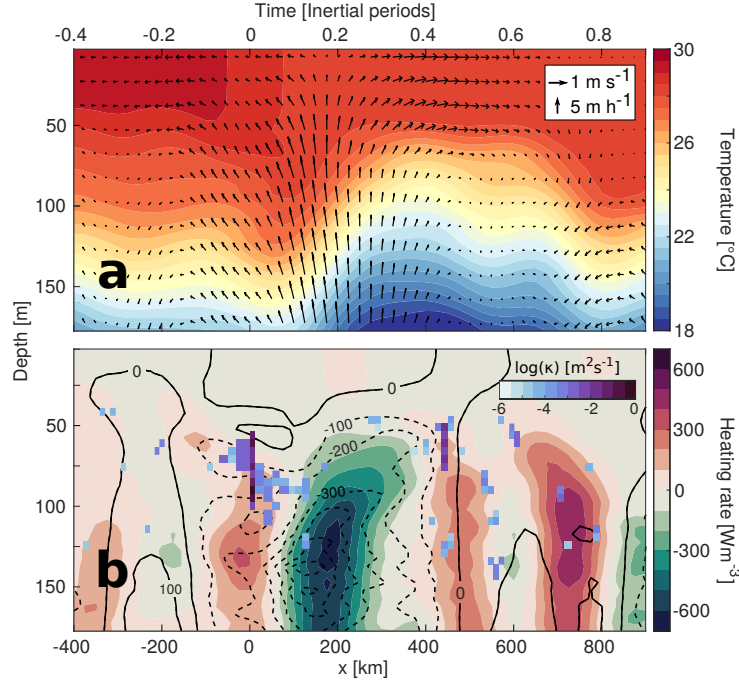 Time [Inertial periods]
-0.4 -0.2 0 0.2 0.4 0.6 0.8
1 m s-1
5 m h-1
50
100
150
a
30
26
22
18
Temperature [°C]
Depth [m]
0
0
-100
-200
-300
100
0
log(κ) [m2s-1]
-6 -4 -2 0
50
100
150
b
600
300
0
-300
-600
Heating rate [Wm-3]
-400 -200 0 200 400 600 800
x [km]